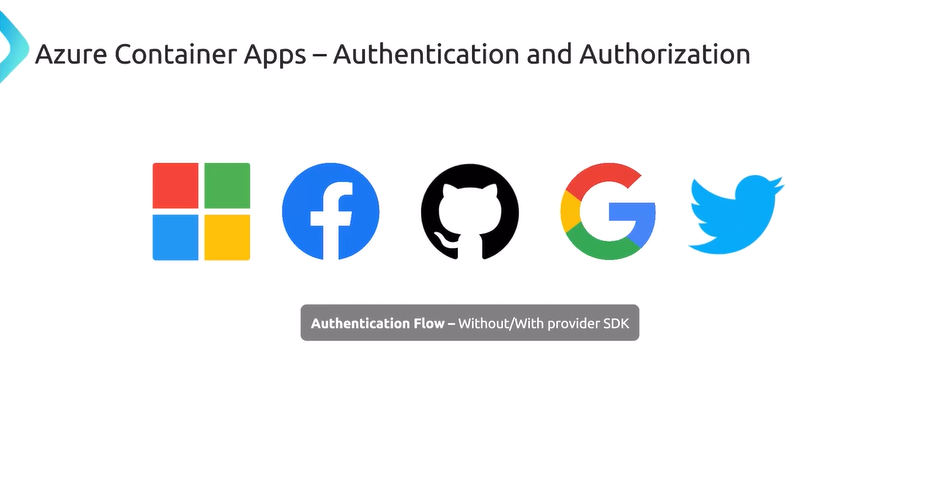 Azure Container Apps – Authentication and Authorization
Authentication Flow – Without/With provider SDK